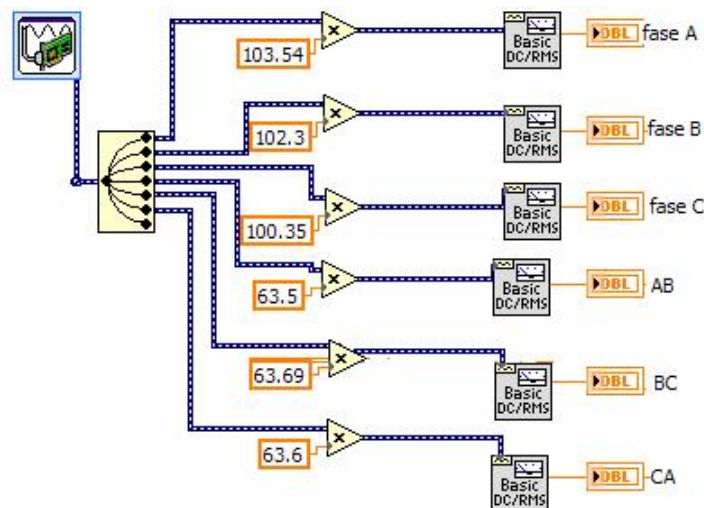 103.54
Basic
DC/RMS
DBL
fase A
102.3
Basic
DC/RMS
DBL
fase B
100.35
Basic
DC/RMS
DBL
fase C
63.5
Basic
DC/RMS
DBL
AB
63.69
Basic
DC/RMS
DBL
BC
63.6
Basic
DC/RMS
DBL
CA